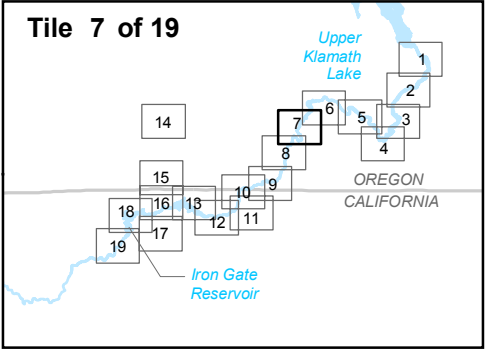 Tile 7 of 19
Upper
Klamath
Lake
1
2
3
4
5
6
7
8
14
OREGON
CALIFORNIA
15
16
13
10
9
18
12
11
17
19
Iron Gate
Reservoir